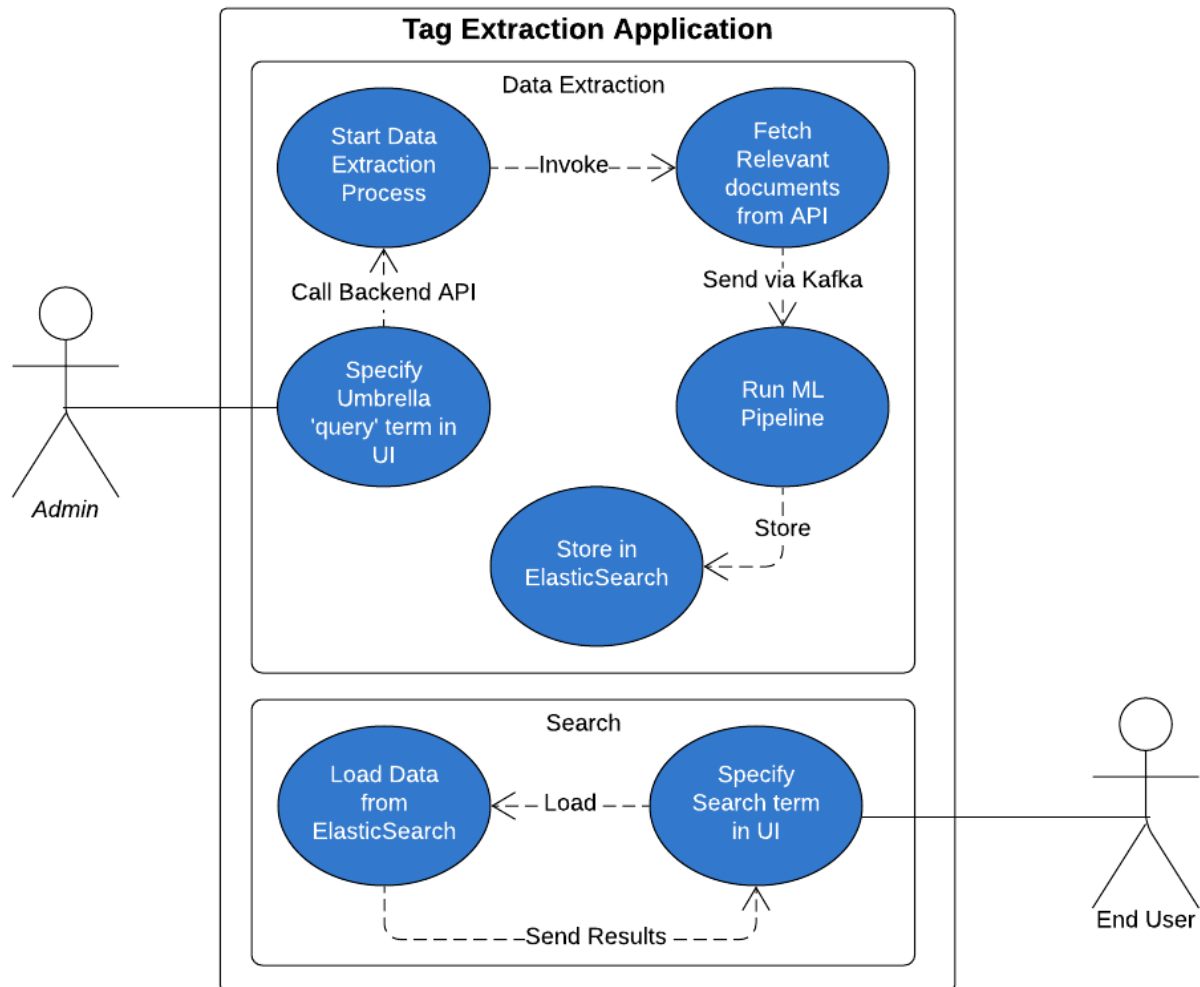 Tag Extraction Application
Data Extraction
Start Data
Extraction
Process
Invoke
Fetch
Relevant
documents
from API
Call Backend API
Send via Kafka
Specify
Umbrella
'query' term in
UI
Run ML
Pipeline
Admin
Store
Store in
ElasticSearch
Search
Load Data
from
ElasticSearch
Load
Specify
Search term
in UI
Send Results
End User